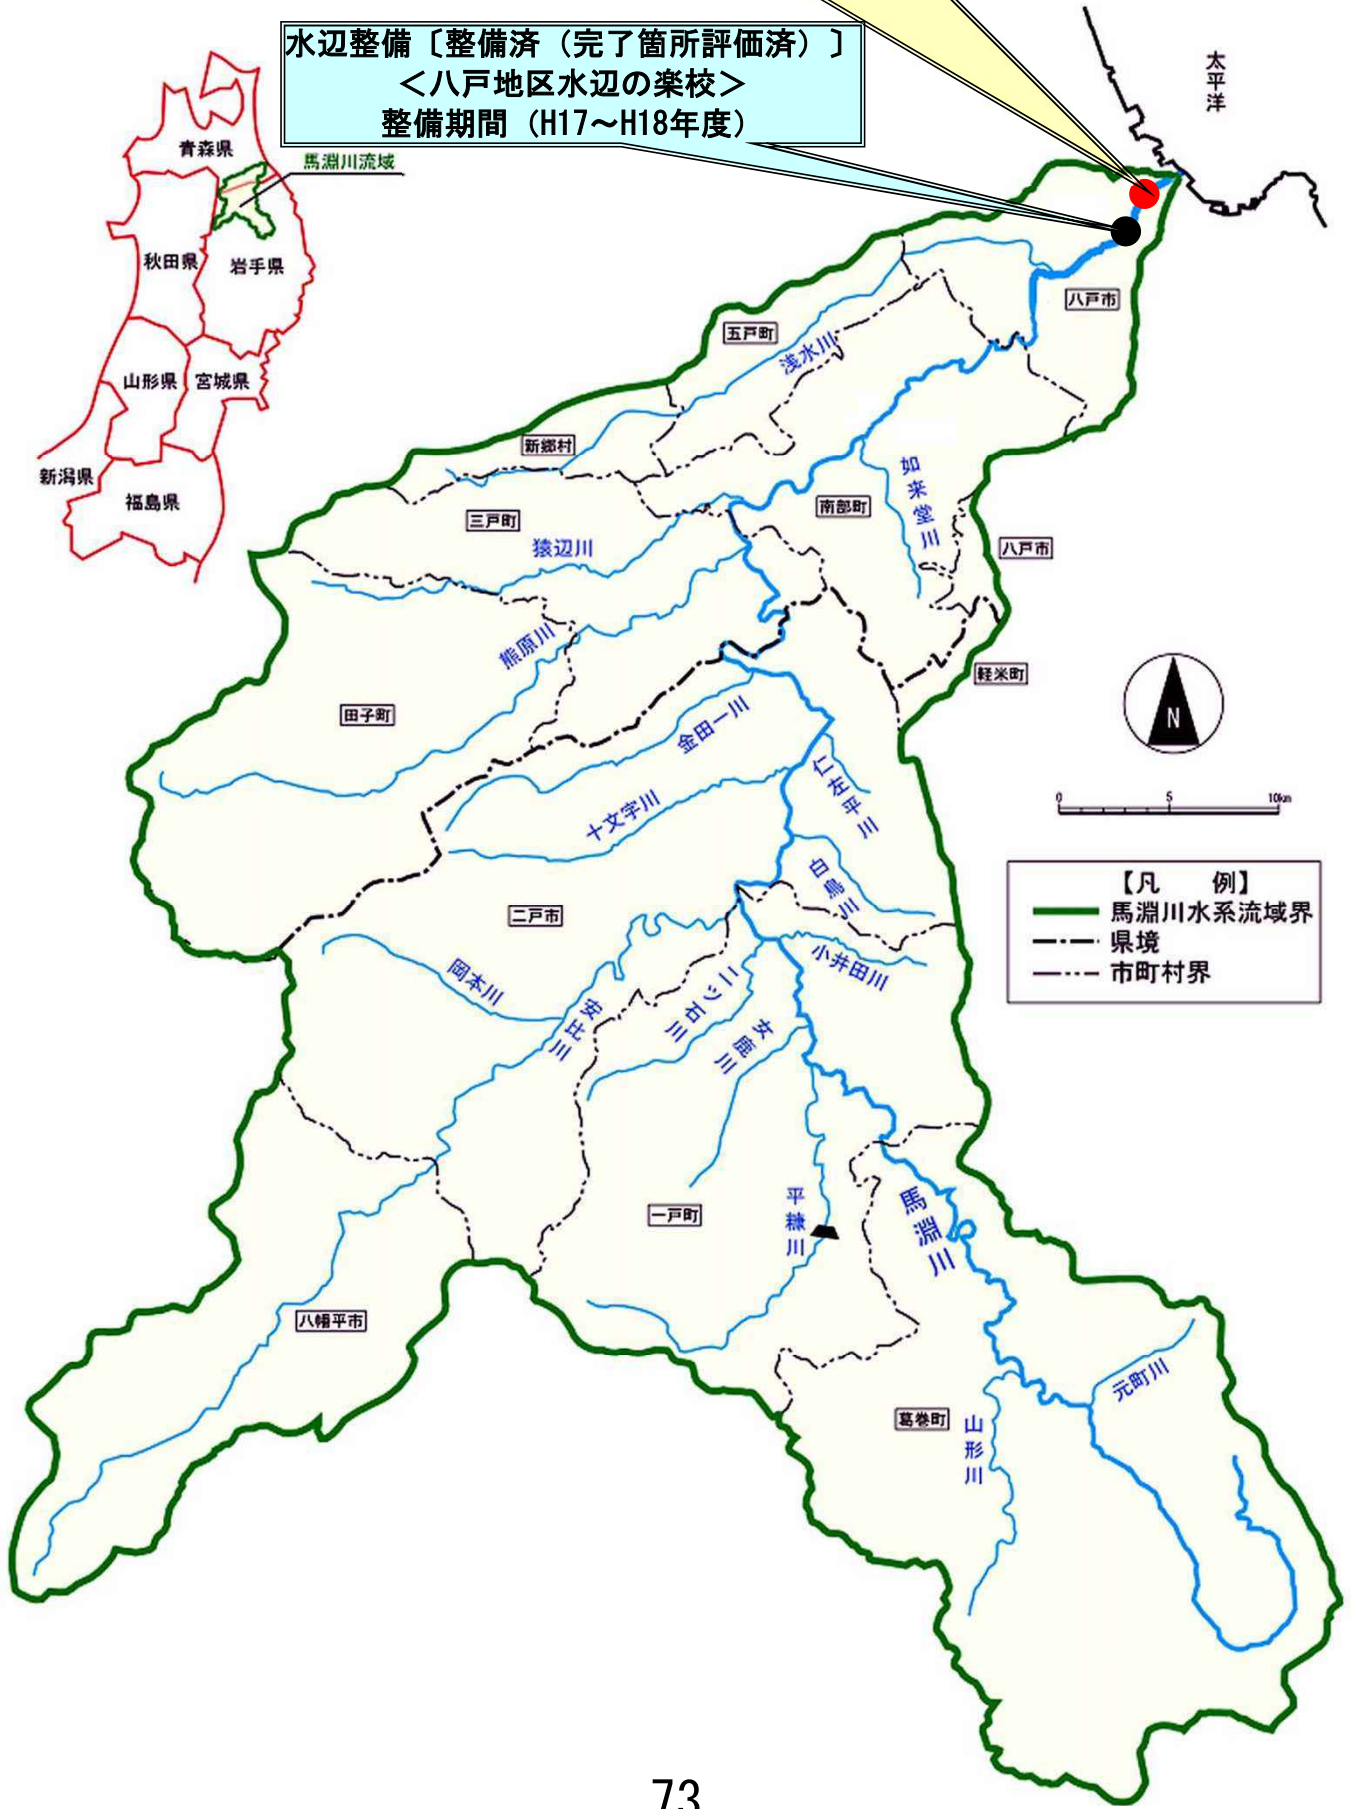 水辺整備〔整備済（完了箇所評価済）〕
＜八戸地区水辺の楽校＞
整備期間（H17～H18年度）
太平洋
青森県
馬淵川流域
秋田県
岩手県
山形県
宮城県
新潟県
福島県
八戸市
五戸町
浅水川
新郷村
如来堂川
南部町
三戸町
猿辺川
八戸市
熊原川
軽米町
田子町
金田一川
N
仁左平川
十文字川
0 5 10km
白鳥川
【凡 例】
馬淵川水系流域界
県境
市町村界
二戸市
小井田川
岡本川
二ツ石川
安比川
女鹿川
平糠川
馬淵川
一戸町
八幡平市
元町川
葛巻町
山形川
73